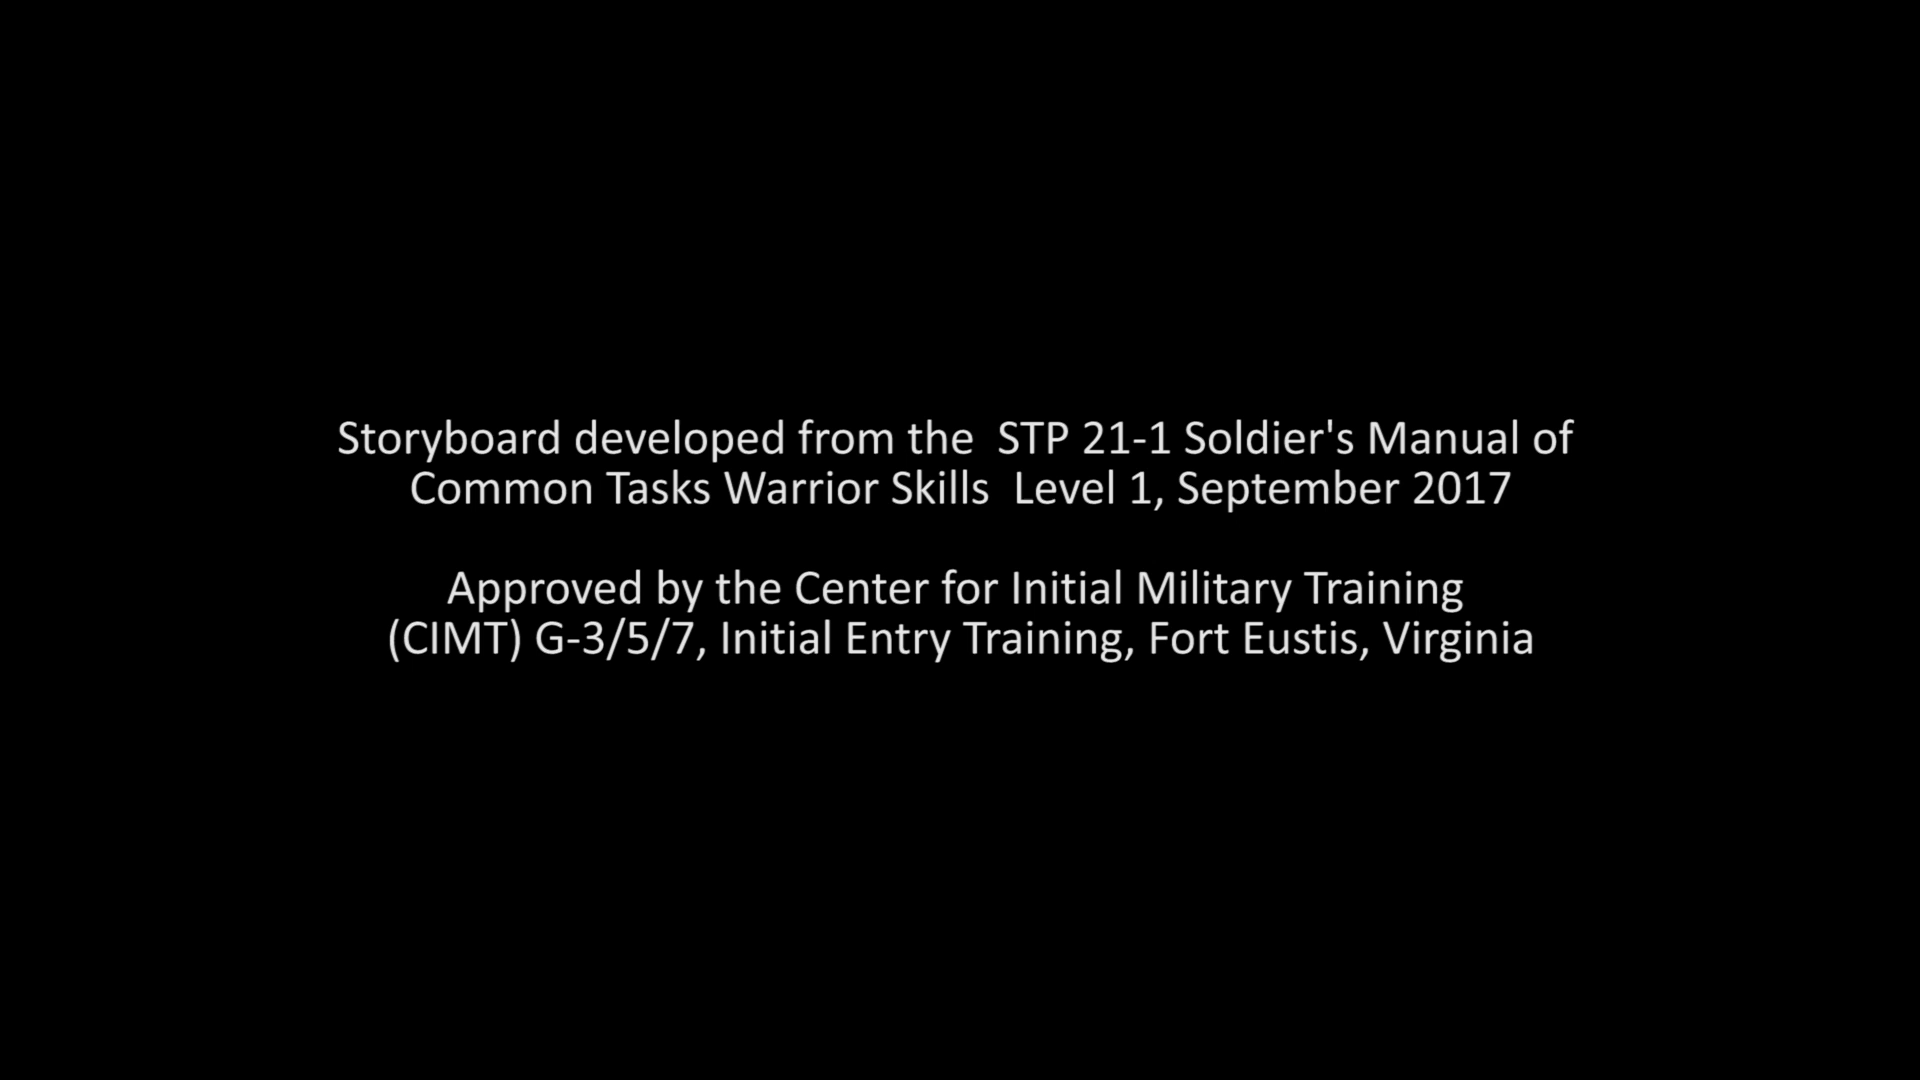 Storyboard developed from the  STP 21-1 Soldier's Manual of
Common Tasks Warrior Skills  Level 1, September 2017
Approved by the Center for Initial Military Training
(CIMT) G-3/5/7, Initial Entry Training, Fort Eustis, Virginia